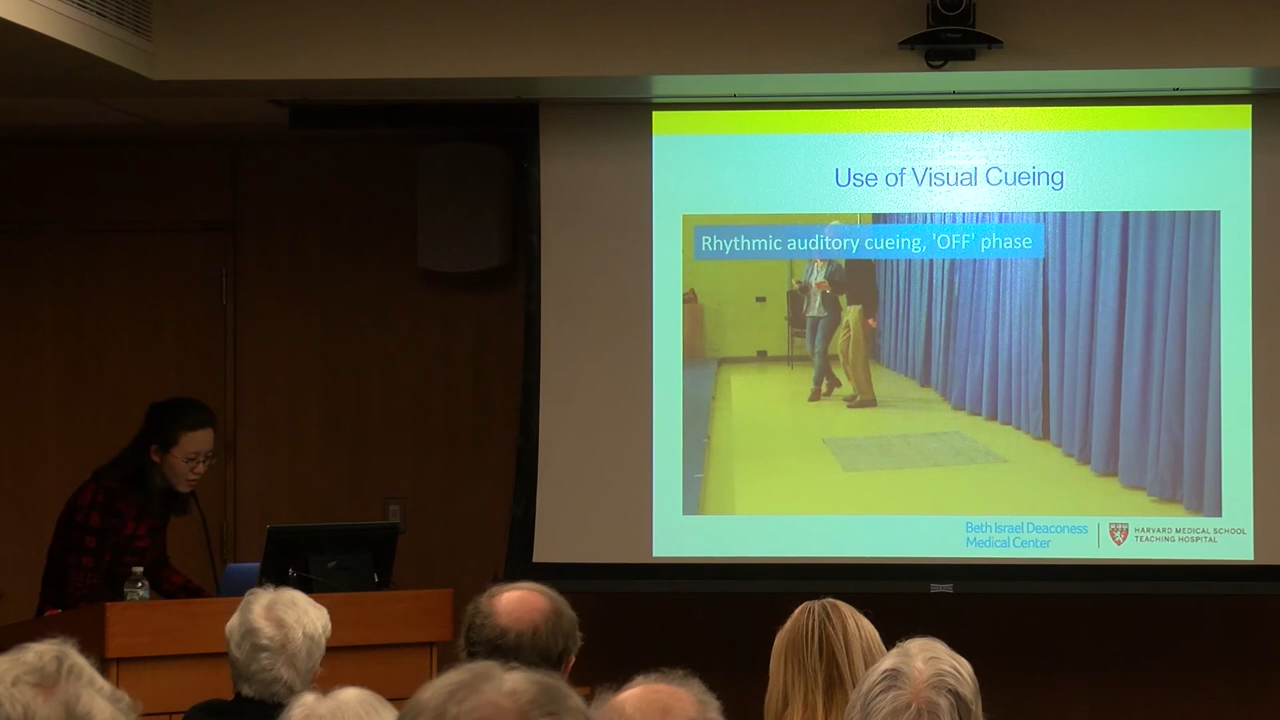 Use of Visual Cueing
Rhythmic auditory cueing, 'OFF' phase
Beth Israel Deaconess
Medical Center
HARVARD MEDICAL SCHOOL
TEACHING HOSPITAL